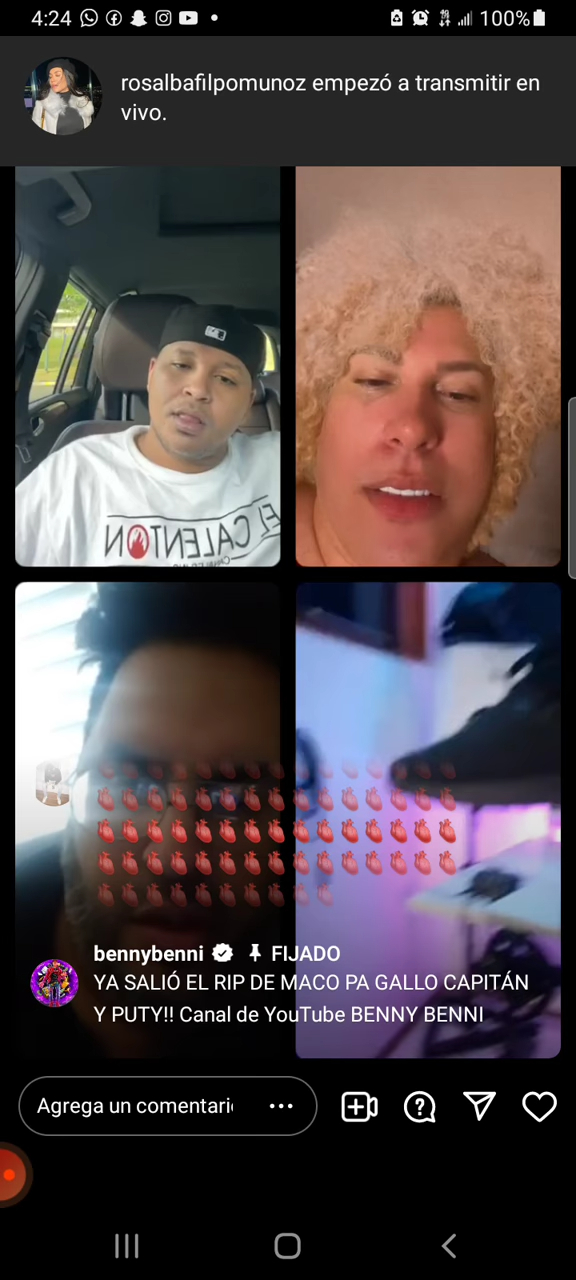 4:24
100%
rosalbafilpomunoz empezó a transmitir en
vivo.
EL CALENTON
bennybenni FIJADO
YA SALIÓ EL RIP DE MACO PA GALLO CAPITÁN
Y PUTY!! Canal de YouTube BENNY BENNI
Agrega un comentari